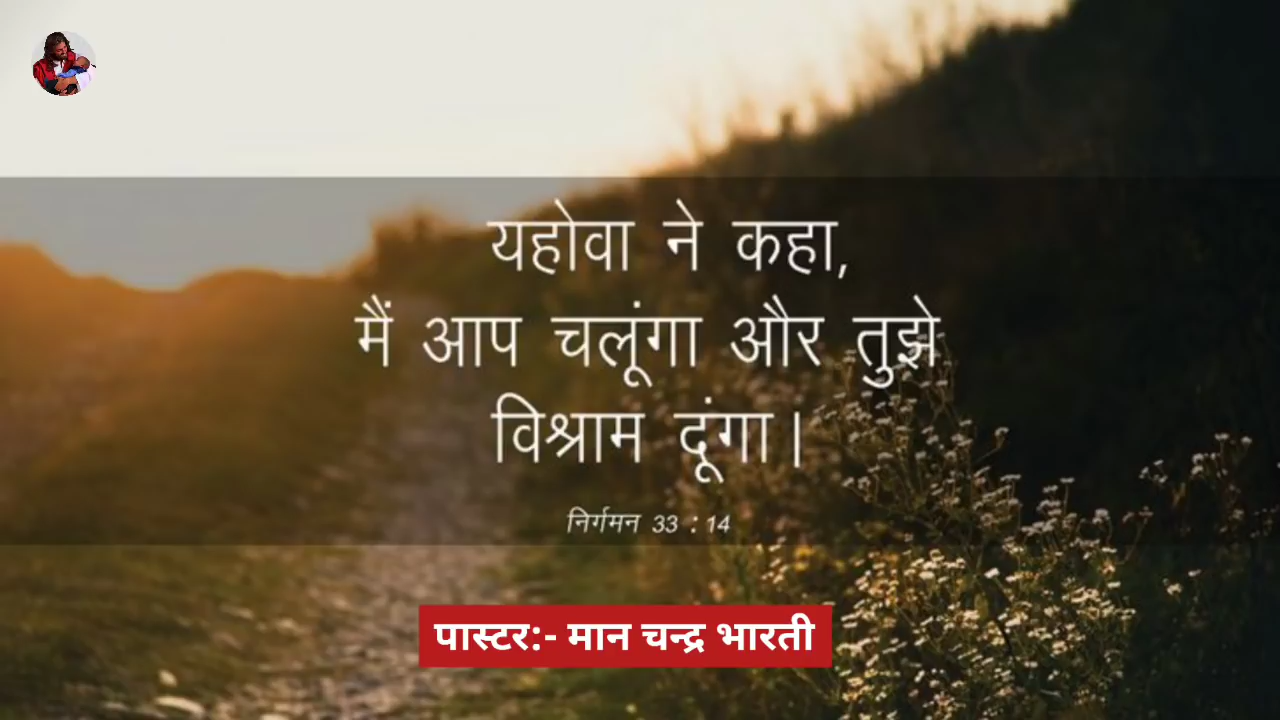 यहोवा ने कहा,
मैं आप चलूंगा और तुझे
विश्राम दूंगा।
निर्गमन 33 : 14
पास्टर:- मान चन्द्र भारती